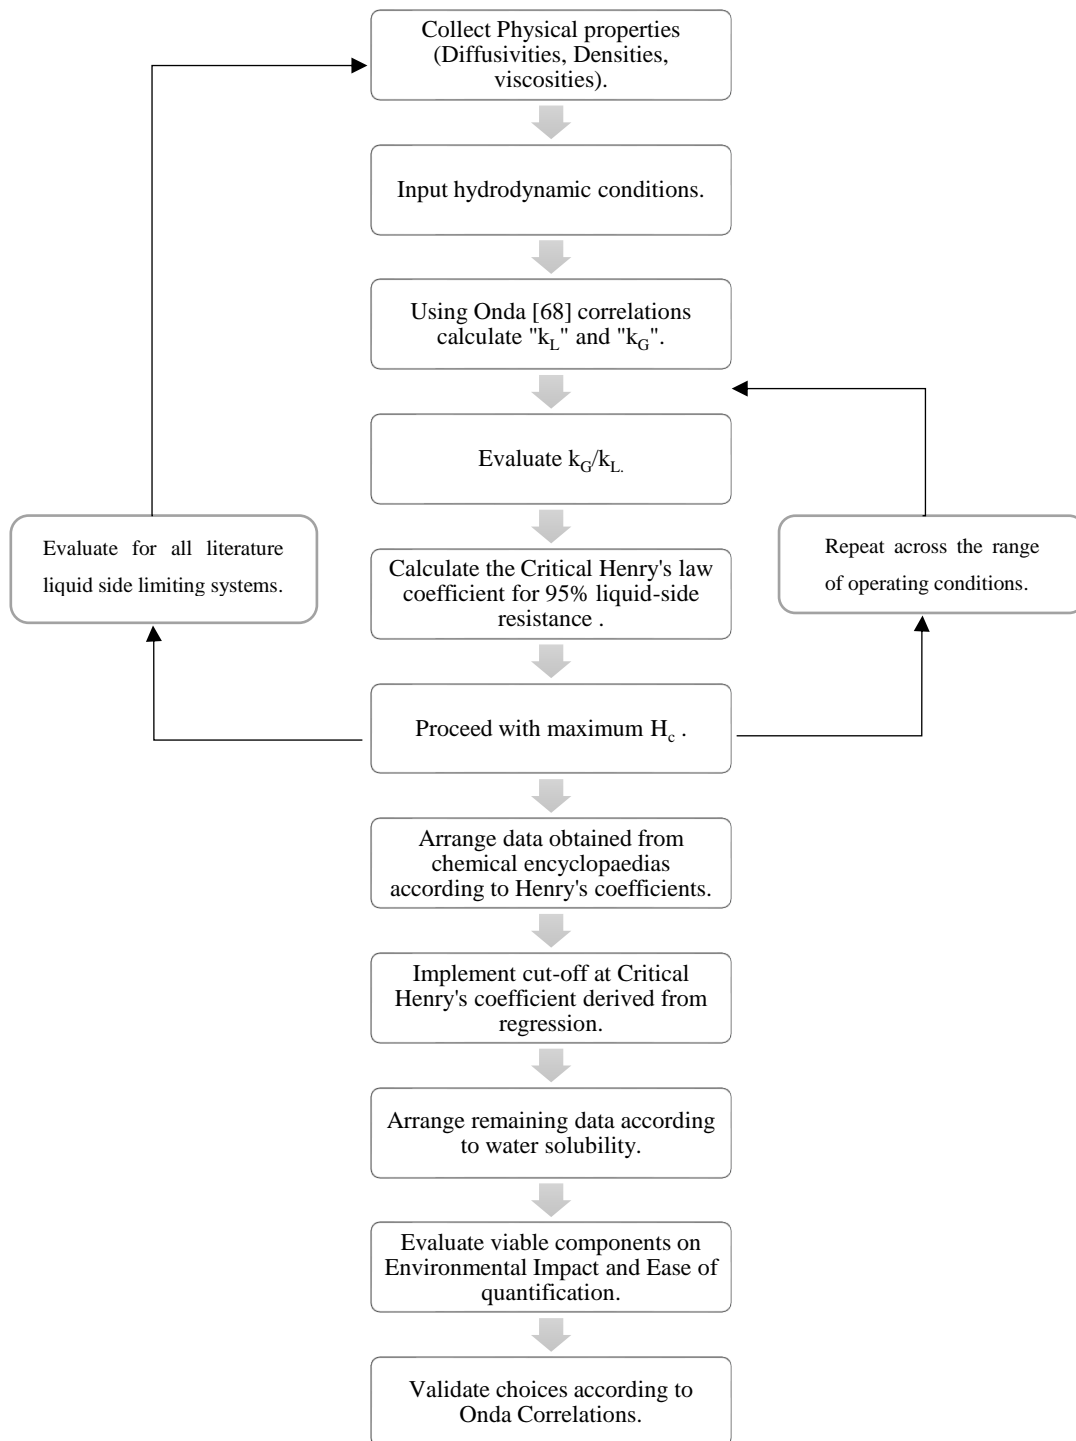 Collect Physical properties
(Diffusivities, Densities,
viscosities).
Input hydrodynamic conditions.
Using Onda [68] correlations
calculate "kL" and "kG".
Evaluate kG/kL.
Evaluate for all literature
liquid side limiting systems.
Repeat across the range
of operating conditions.
Calculate the Critical Henry's law
coefficient for 95% liquid-side
resistance .
Proceed with maximum Hc .
Arrange data obtained from
chemical encyclopaedias
according to Henry's coefficients.
Implement cut-off at Critical
Henry's coefficient derived from
regression.
Arrange remaining data according
to water solubility.
Evaluate viable components on
Environmental Impact and Ease of
quantification.
Validate choices according to
Onda Correlations.